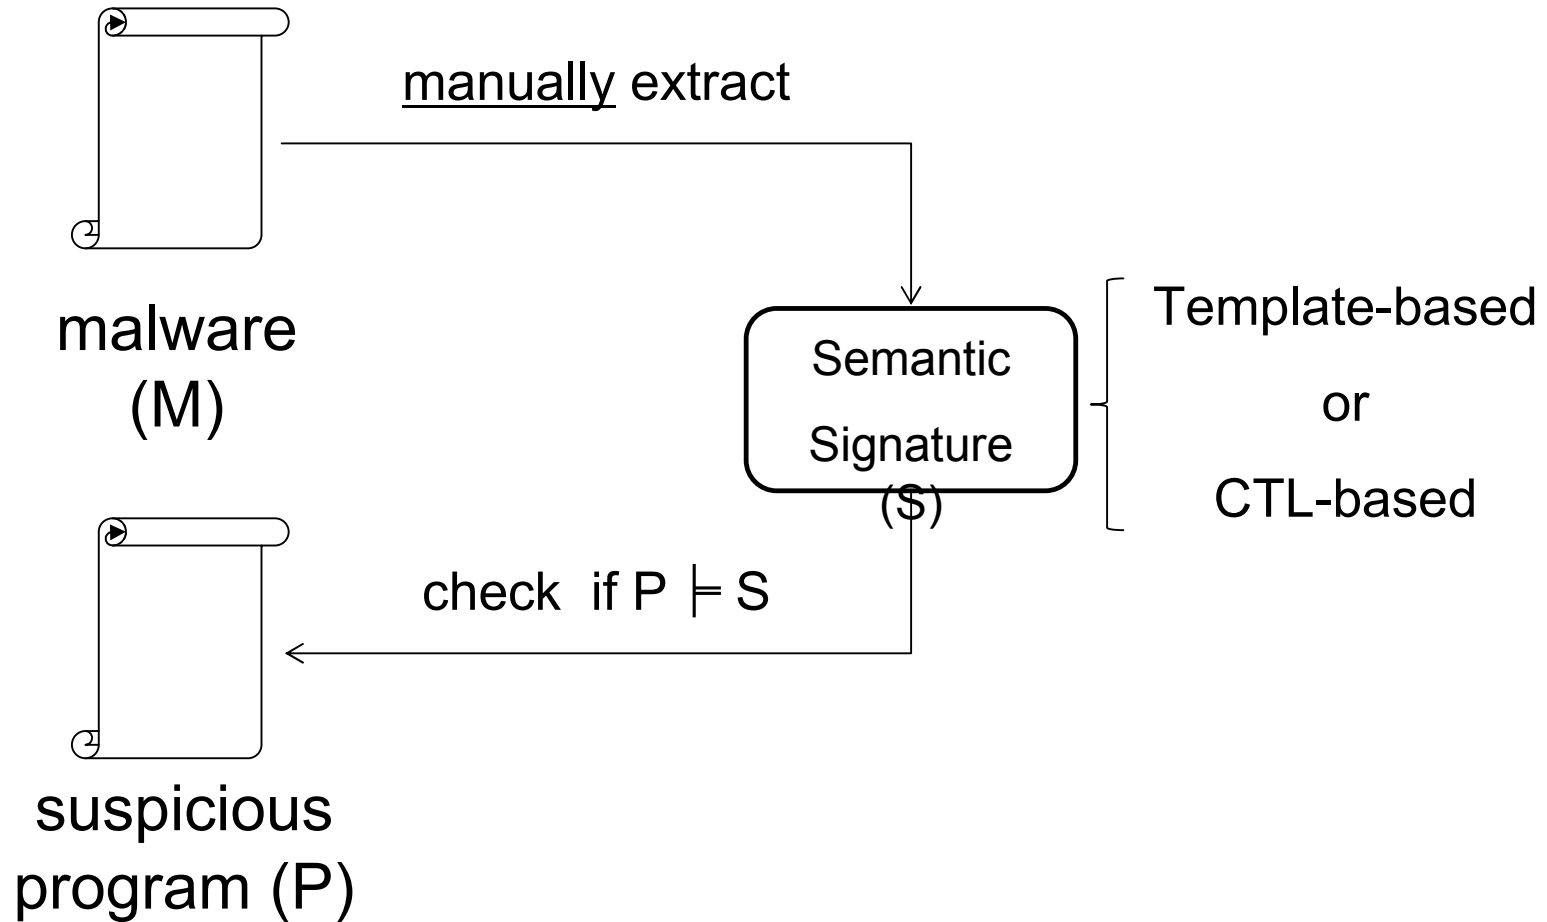 manually extract
malware
(M)
Semantic
Signature
(S)
Template-based
or
CTL-based
check if P ⊨ S
suspicious
program (P)